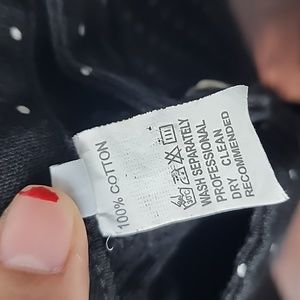 100% COTTON
WASH SEPARATELY
PROFESSIONAL
DRY CLEAN
RECOMMENDED